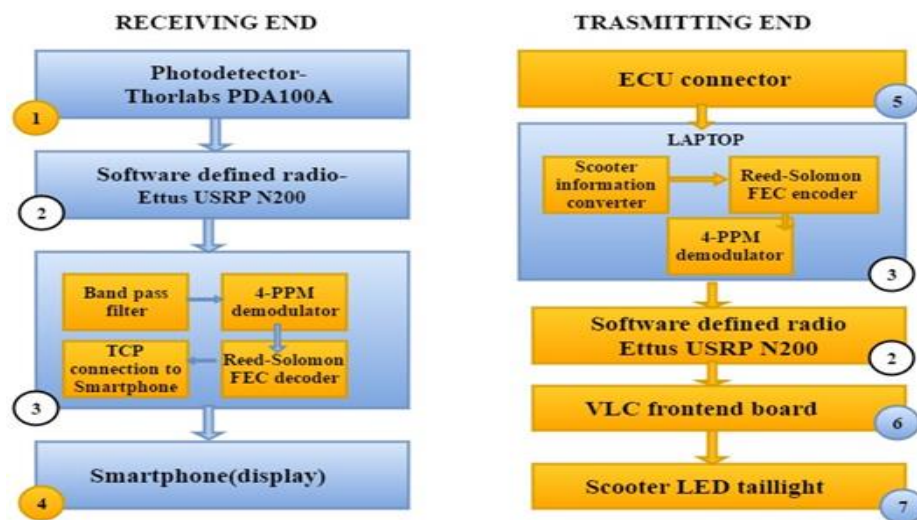 RECEIVING END
Photodetector-
Thorlabs PDA100A
1
Software defined radio-
Ettus USRP N200
2
Band pass
filter
4-PPM
demodulator
TCP
connection to
Smartphone
Reed-Solomon
FEC decoder
3
Smartphone(display)
4
TRASMITTING END
ECU connector
5
LAPTOP
Scooter
information
converter
Reed-Solomon
FEC encoder
4-PPM
demodulator
3
Software defined radio
Ettus USRP N200
2
VLC frontend board
6
Scooter LED taillight
7